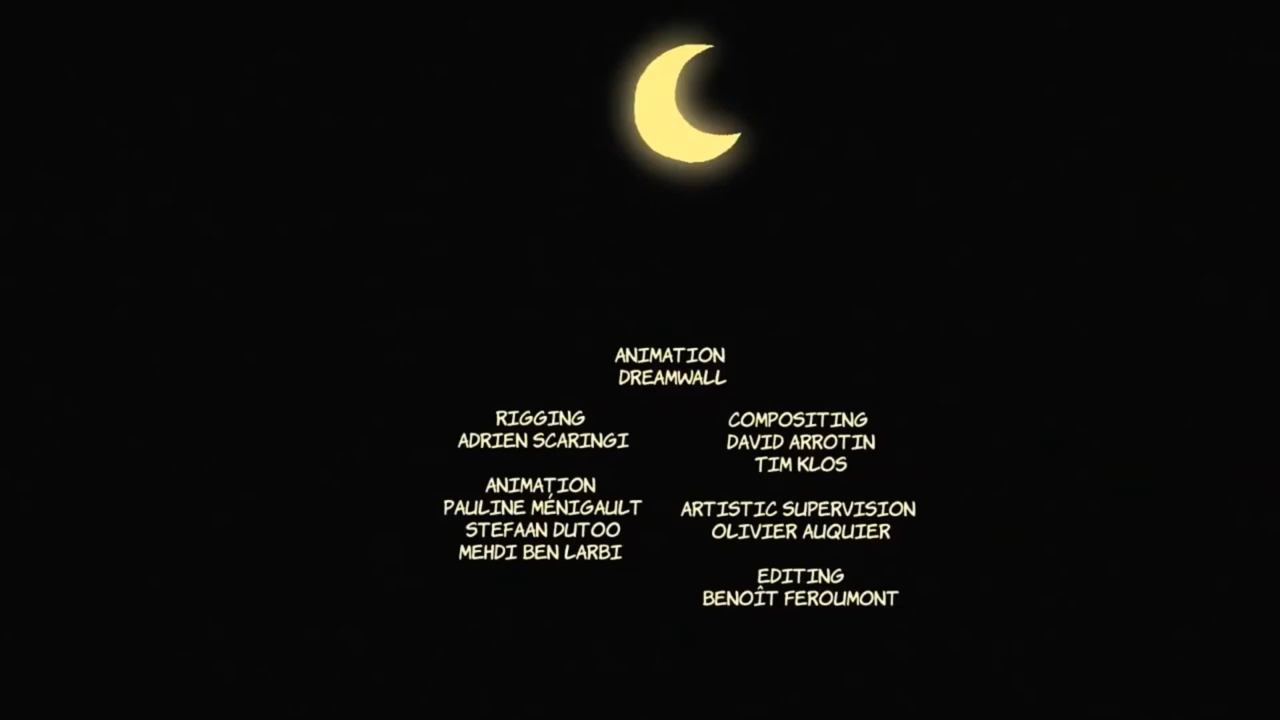 ANIMATION
DREAMWALL
RIGGING
ADRIEN SCARINGI
ANIMATION
PAULINE MÉNIGAULT
STEFAAN DUTOO
MEHDI BEN LARBI
COMPOSITING
DAVID ARROTIN
TIM KLOS
ARTISTIC SUPERVISION
OLIVIER AUQUIER
EDITING
BENOÎT FEROUMONT